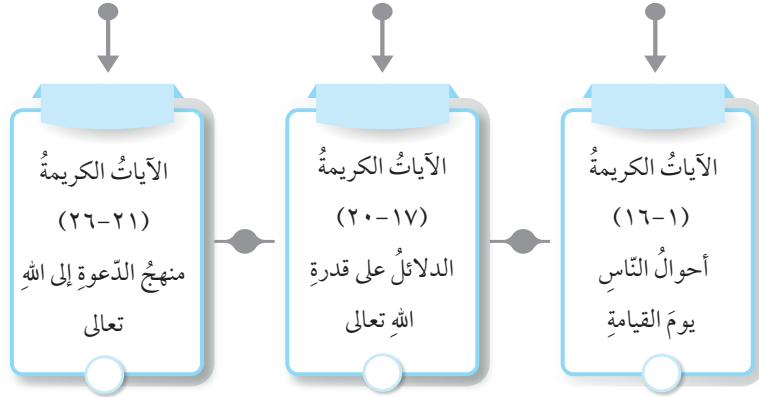 الآياتُ الكريمةُ
(١-١٦)
أحوالُ النّاسِ
يومَ القيامةِ
الآياتُ الكريمةُ
(١٧-٢٠)
الدلائلُ على قدرةِ
اللهِ تعالى
الآياتُ الكريمةُ
(٢١-٢٦)
منهجُ الدّعوةِ إلى اللهِ
تعالى